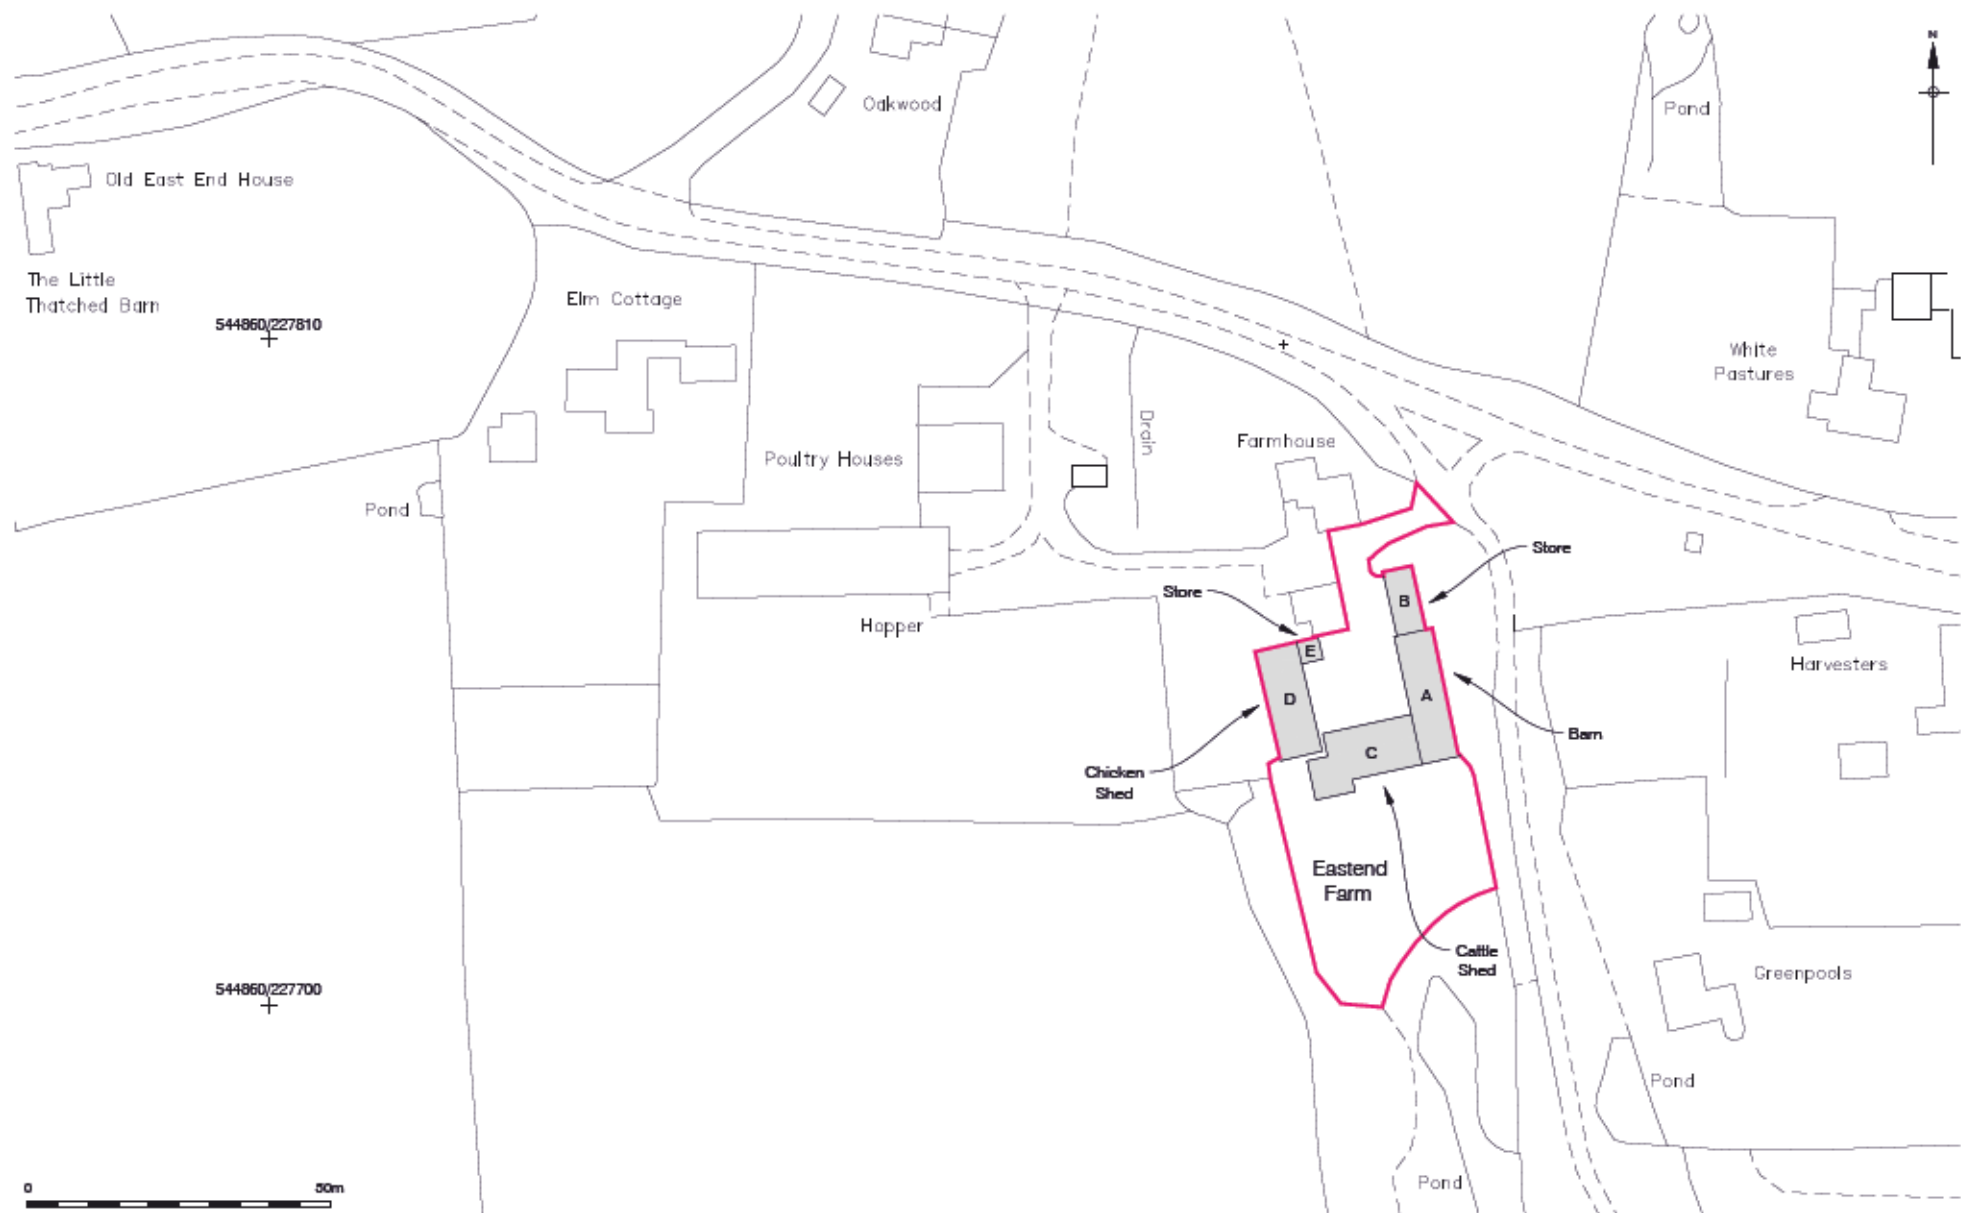 N
Oakwood
Pond
Old East End House
The Little
Thatched Barn
544860/227810
Elm Cottage
White
Pastures
Drain
Farmhouse
Poultry Houses
Pond
Store
Store
B
Hopper
E
Harvesters
D
A
Barn
C
Chicken
Shed
Eastend
Farm
Cattle
Shed
Greenpools
544860/227700
Pond
Pond
0
50m